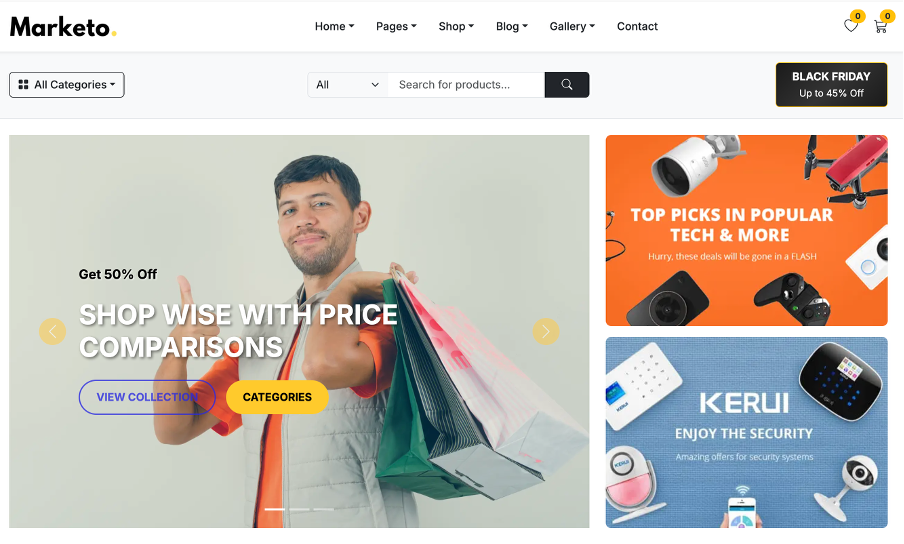 Marketo.
Home Pages Shop Blog Gallery Contact
0 0
All Categories
All
Search for products...
BLACK FRIDAY
Up to 45% Off
Get 50% Off
SHOP WISE WITH PRICE
COMPARISONS
VIEW COLLECTION
CATEGORIES
TOP PICKS IN POPULAR
TECH & MORE
Hurry, these deals will be gone in a FLASH
KERUI
ENJOY THE SECURITY
Amazing offers for security systems
KERUI